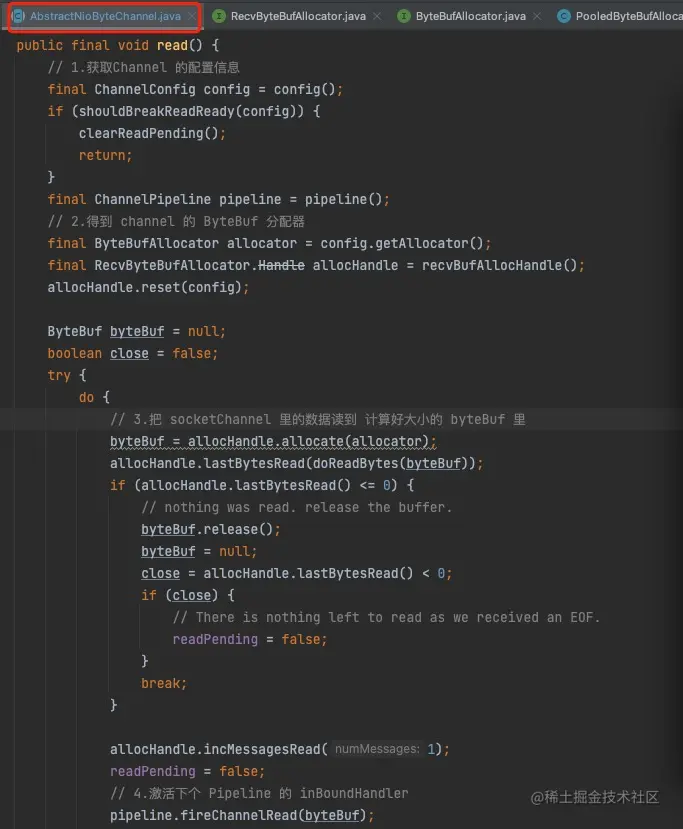 AbstractNioByteChannel.java × RecvByteBufAllocator.java × ByteBufAllocator.java × PooledByteBufAlloca
public final void read() {
// 1.获取Channel 的配置信息
final ChannelConfig config = config();
if (shouldBreakReadReady(config)) {
clearReadPending();
return;
}
final ChannelPipeline pipeline = pipeline();
// 2.得到 channel 的 ByteBuf 分配器
final ByteBufAllocator allocator = config.getAllocator();
final RecvByteBufAllocator.Handle allocHandle = recvBufAllocHandle();
allocHandle.reset(config);
ByteBuf byteBuf = null;
boolean close = false;
try {
do {
// 3.把 socketChannel 里的数据读到 计算好大小的 byteBuf 里
byteBuf = allocHandle.allocate(allocator);
allocHandle.lastBytesRead(doReadBytes(byteBuf));
if (allocHandle.lastBytesRead() <= 0) {
// nothing was read. release the buffer.
byteBuf.release();
byteBuf = null;
close = allocHandle.lastBytesRead() < 0;
if (close) {
// There is nothing left to read as we received an EOF.
readPending = false;
}
break;
}
allocHandle.incMessagesRead( numMessages: 1);
readPending = false;
// 4.激活下个 Pipeline 的 inBoundHandler
pipeline.fireChannelRead(byteBuf);
@稀土掘金技术社区